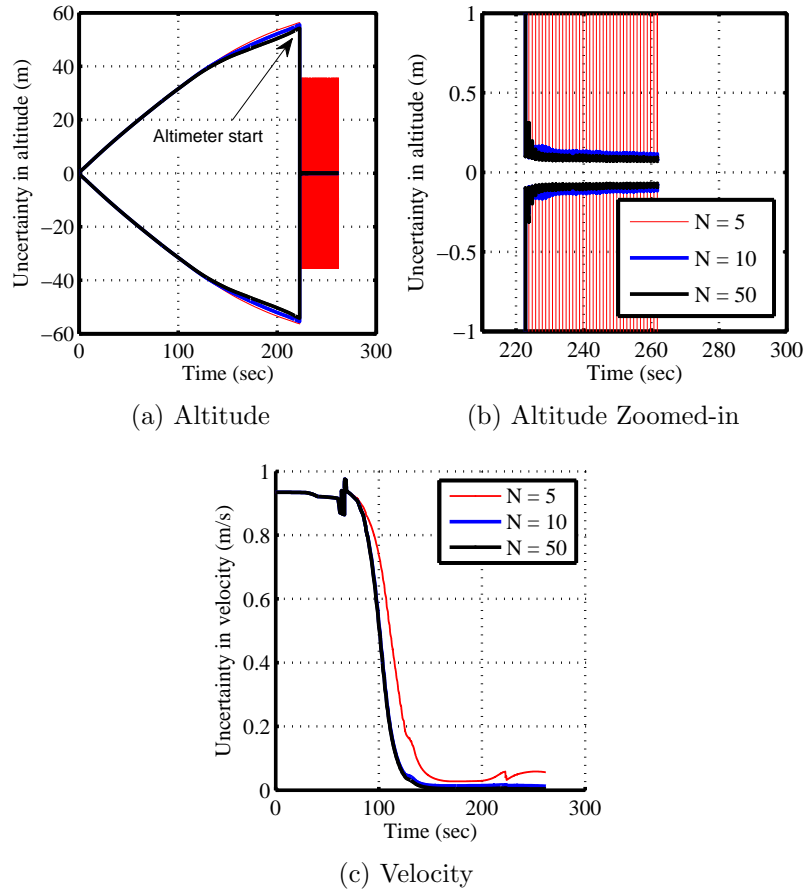 60
40
20
0
−20
−40
−60
0
100
200
300
Uncertainty in altitude (m)
Time (sec)
Altimeter start
(a) Altitude
1
0.5
0
−0.5
−1
220
240
260
280
300
Uncertainty in altitude (m)
Time (sec)
N = 5
N = 10
N = 50
(b) Altitude Zoomed-in
1
0.8
0.6
0.4
0.2
0
0
100
200
300
Uncertainty in velocity (m/s)
Time (sec)
N = 5
N = 10
N = 50
(c) Velocity